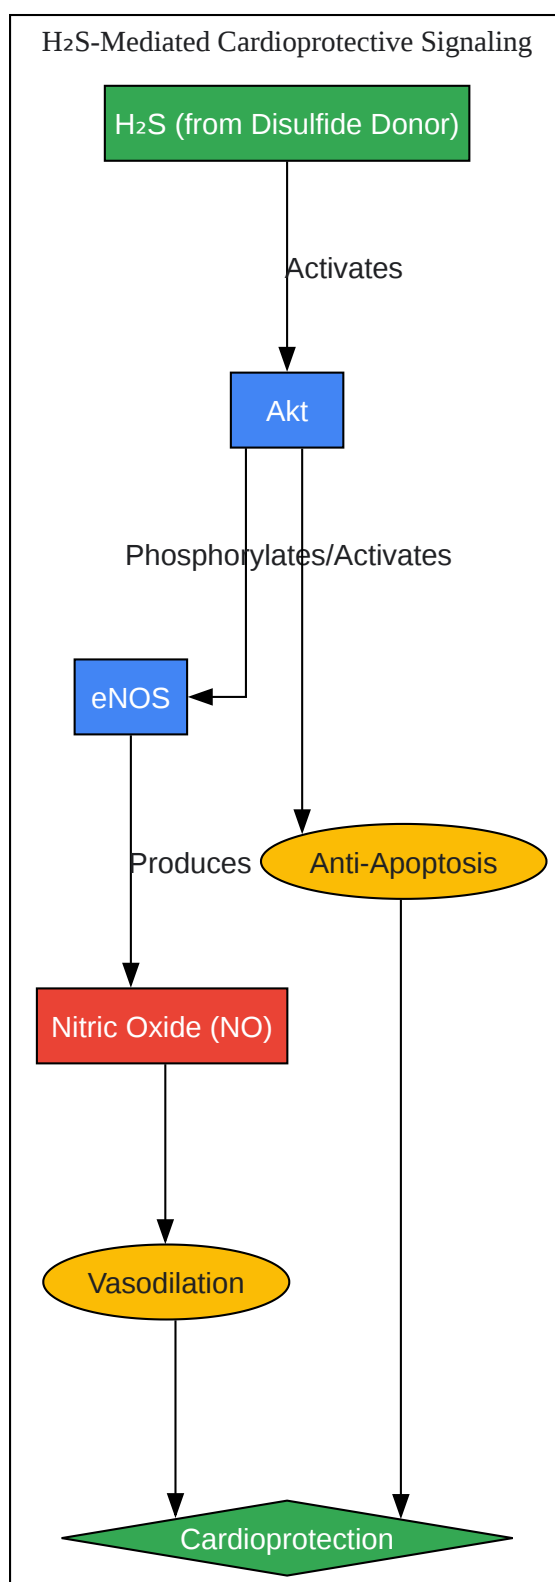 H₂S-Mediated Cardioprotective Signaling
H₂S (from Disulfide Donor)
Activates
Akt
Phosphorylates/Activates
eNOS
Produces
Anti-Apoptosis
Nitric Oxide (NO)
Vasodilation
Cardioprotection